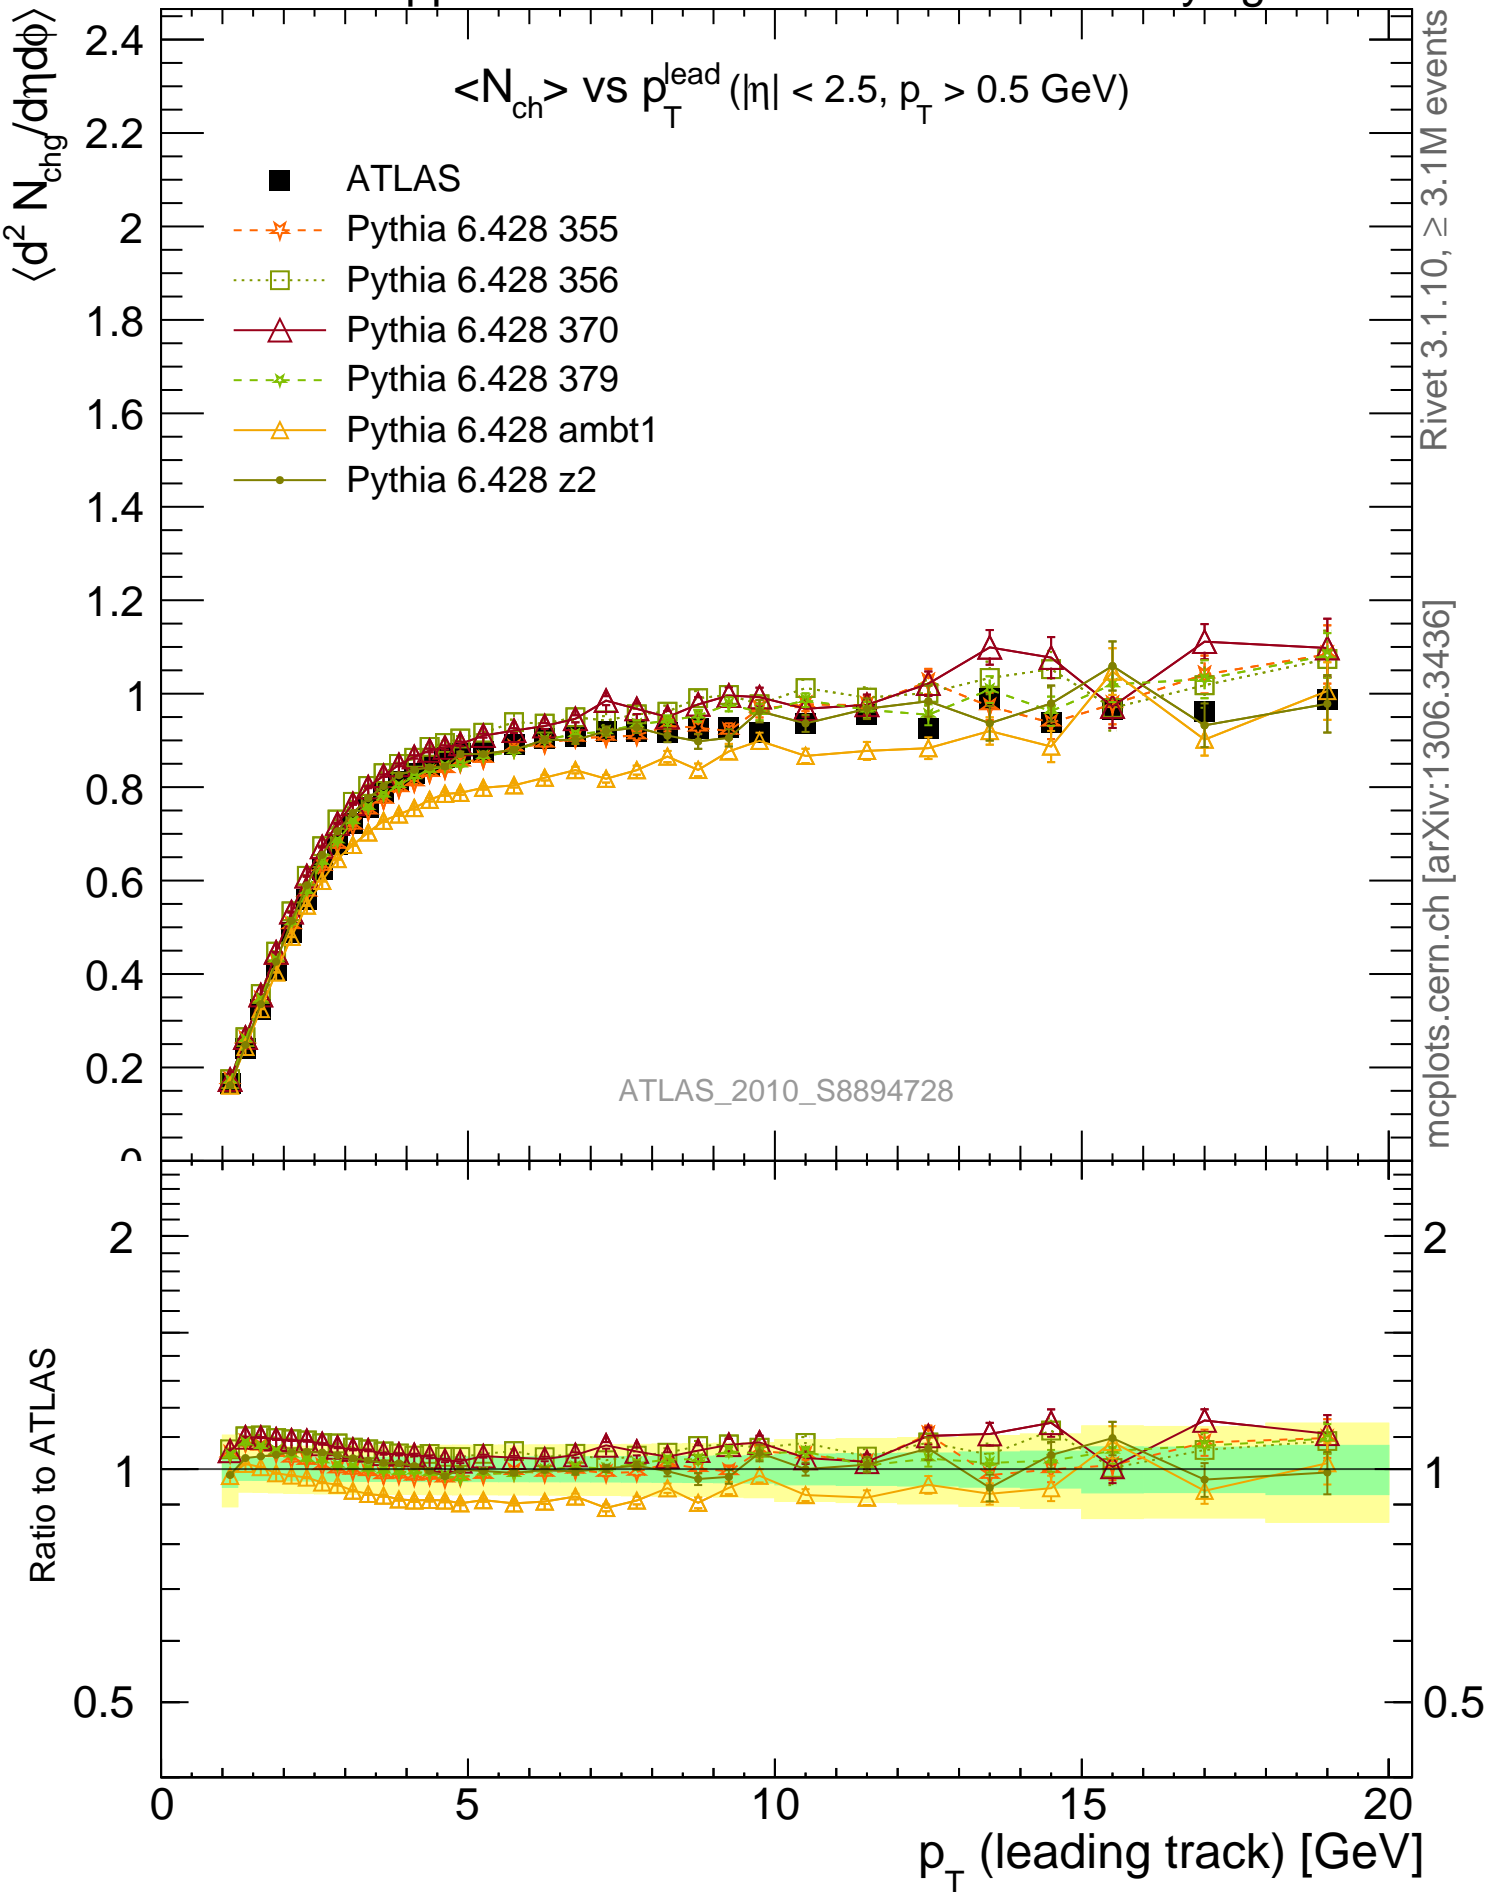 <N_ch> vs p_T^lead (|η| < 2.5, p_T > 0.5 GeV)
⟨d² N_chg/dηdϕ⟩
ATLAS
Pythia 6.428 355
Pythia 6.428 356
Pythia 6.428 370
Pythia 6.428 379
Pythia 6.428 ambt1
Pythia 6.428 z2
2.4
2.2
2
1.8
1.6
1.4
1.2
1
0.8
0.6
0.4
0.2
0
ATLAS_2010_S8894728
Rivet 3.1.10, ≥ 3.1M events
mcplots.cern.ch [arXiv:1306.3436]
Ratio to ATLAS
2
1
0.5
2
1
0.5
0 5 10 15 20
p_T (leading track) [GeV]